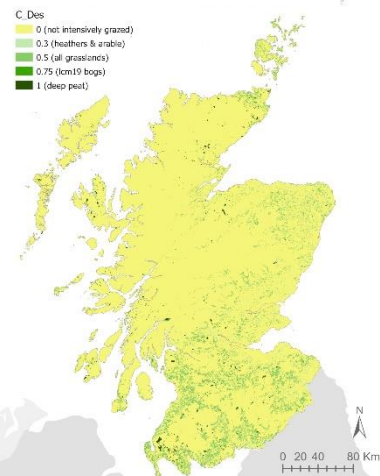 C_Des
0 (not intensively grazed)
0.3 (heathers & arable)
0.5 (all grasslands)
0.75 (lcm19 bogs)
1 (deep peat)
N
0 20 40 80 Km